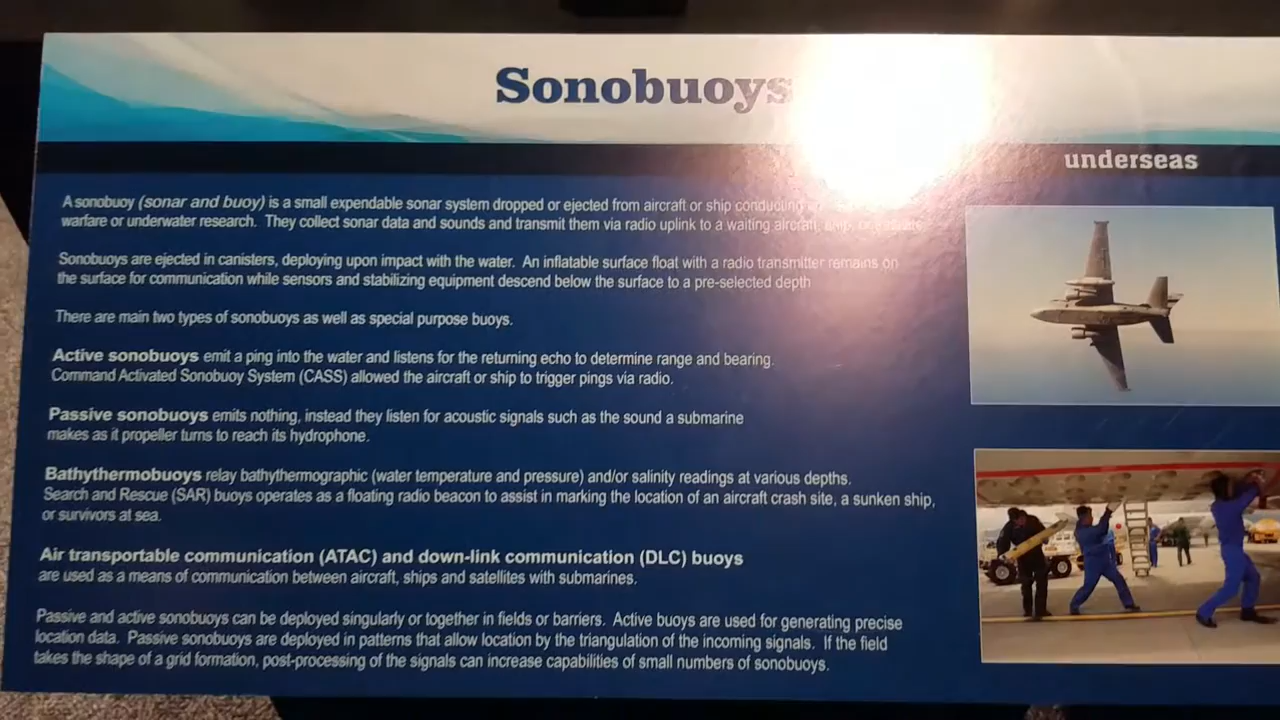 Sonobuoys
underseas
A sonobuoy (sonar and buoy) is a small expendable sonar system dropped or ejected from aircraft or ship conducting
warfare or underwater research. They collect sonar data and sounds and transmit them via radio uplink to a waiting aircraft, ship, or
Sonobuoys are ejected in canisters, deploying upon impact with the water. An inflatable surface float with a radio transmitter remains on
the surface for communication while sensors and stabilizing equipment descend below the surface to a pre-selected depth
There are main two types of sonobuoys as well as special purpose buoys.
Active sonobuoys emit a ping into the water and listens for the returning echo to determine range and bearing.
Command Activated Sonobuoy System (CASS) allowed the aircraft or ship to trigger pings via radio.
Passive sonobuoys emits nothing, instead they listen for acoustic signals such as the sound a submarine
makes as it propeller turns to reach its hydrophone.
Bathythermobuoys relay bathythermographic (water temperature and pressure) and/or salinity readings at various depths.
Search and Rescue (SAR) buoys operates as a floating radio beacon to assist in marking the location of an aircraft crash site, a sunken ship,
or survivors at sea.
Air transportable communication (ATAC) and down-link communication (DLC) buoys
are used as a means of communication between aircraft, ships and satellites with submarines.
Passive and active sonobuoys can be deployed singularly or together in fields or barriers. Active buoys are used for generating precise
location data. Passive sonobuoys are deployed in patterns that allow location by the triangulation of the incoming signals. If the field
takes the shape of a grid formation, post-processing of the signals can increase capabilities of small numbers of sonobuoys.